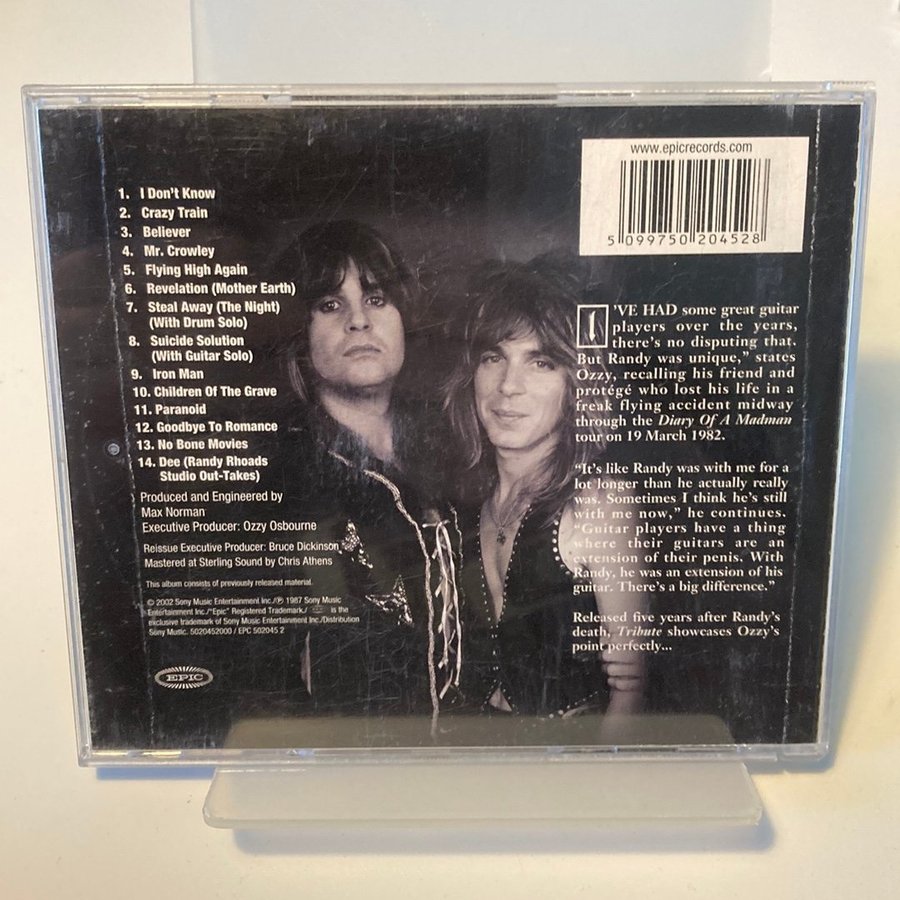 www.epicrecords.com
5 099750 204528
1. I Don't Know
2. Crazy Train
3. Believer
4. Mr. Crowley
5. Flying High Again
6. Revelation (Mother Earth)
7. Steal Away (The Night)
(With Drum Solo)
8. Suicide Solution
(With Guitar Solo)
9. Iron Man
10. Children Of The Grave
11. Paranoid
12. Goodbye To Romance
13. No Bone Movies
14. Dee (Randy Rhoads
Studio Out-Takes)
Produced and Engineered by
Max Norman
Executive Producer: Ozzy Osbourne
Reissue Executive Producer: Bruce Dickinson
Mastered at Sterling Sound by Chris Athens
This album consists of previously released material.
© 2002 Sony Music Entertainment Inc./℗ 1987 Sony Music
Entertainment Inc./"Epic" Registered Trademark./ is the
exclusive trademark of Sony Music Entertainment Inc./Distribution
Sony Music. 5020452000 / EPC 502045 2
EPIC
I'VE HAD some great guitar
players over the years,
there's no disputing that.
But Randy was unique," states
Ozzy, recalling his friend and
protégé who lost his life in a
freak flying accident midway
through the Diary Of A Madman
tour on 19 March 1982.
"It's like Randy was with me for a
lot longer than he actually really
was. Sometimes I think he's still
with me now," he continues.
"Guitar players have a thing
where their guitars are an
extension of their penis. With
Randy, he was an extension of his
guitar. There's a big difference."
Released five years after Randy's
death, Tribute showcases Ozzy's
point perfectly...